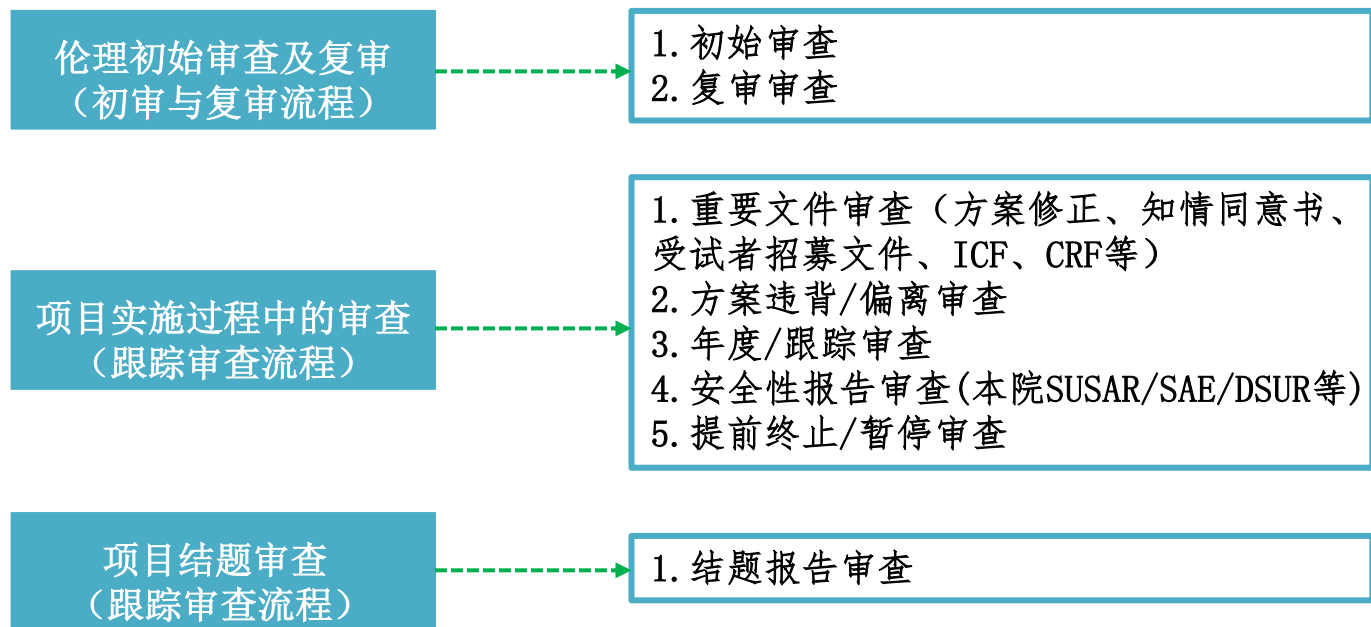 伦理初始审查及复审
（初审与复审流程）
1.初始审查
2.复审审查
项目实施过程中的审查
（跟踪审查流程）
1.重要文件审查（方案修正、知情同意书、
受试者招募文件、ICF、CRF等）
2.方案违背/偏离审查
3.年度/跟踪审查
4.安全性报告审查(本院SUSAR/SAE/DSUR等)
5.提前终止/暂停审查
项目结题审查
（跟踪审查流程）
1.结题报告审查